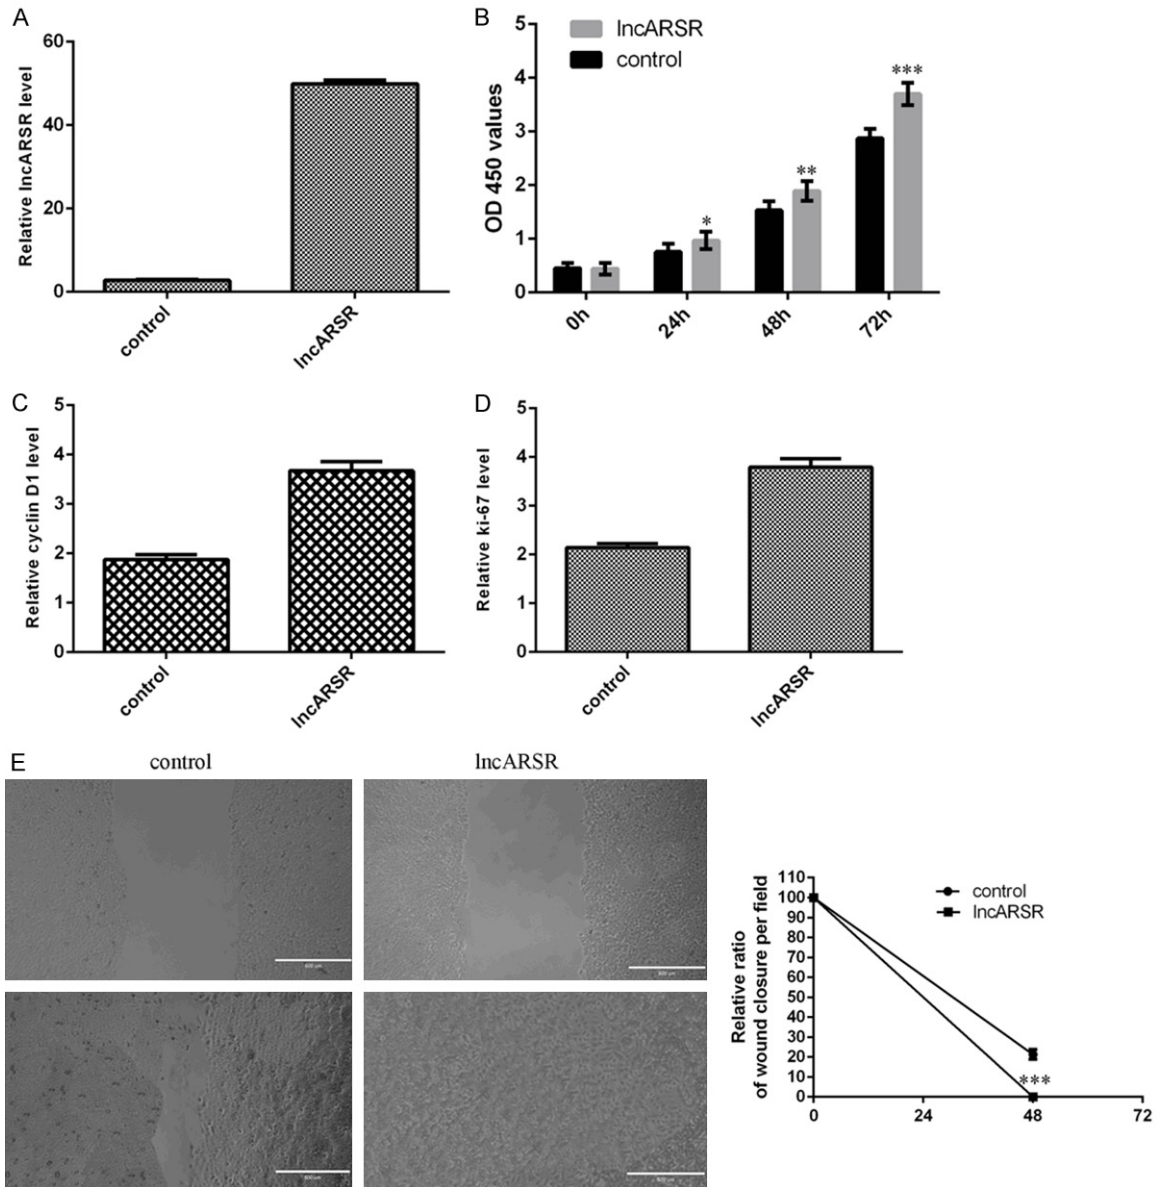 A
Relative lncARSR level
60
40
20
0
control
lncARSR
B
OD 450 values
5
4
3
2
1
0
lncARSR
control
*
**
***
0h
24h
48h
72h
C
Relative cyclin D1 level
5
4
3
2
1
0
control
lncARSR
D
Relative ki-67 level
5
4
3
2
1
0
control
lncARSR
E
control
lncARSR
Relative ratio
of wound closure per field
110
100
90
80
70
60
50
40
30
20
10
0
control
lncARSR
***
0
24
48
72